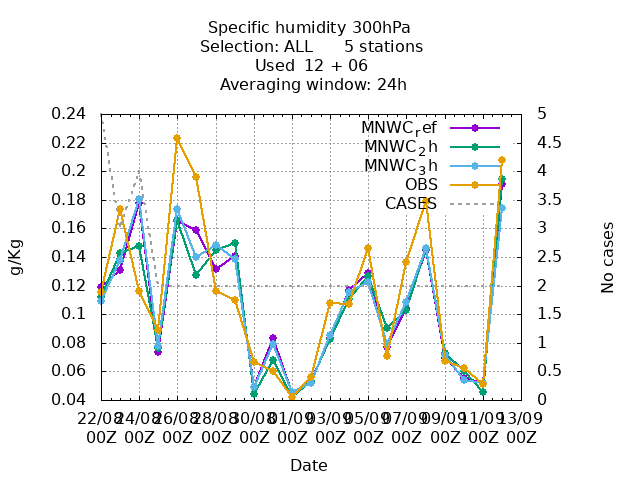 Specific humidity 300hPa
Selection: ALL      5 stations
Used  12 + 06
Averaging window: 24h
0.24
0.22
0.2
0.18
0.16
0.14
0.12
0.1
0.08
0.06
0.04
g/Kg
5
4.5
4
3.5
3
2.5
2
1.5
1
0.5
0
No cases
MNWCref
MNWC2h
MNWC3h
OBS
CASES
22/08 24/08 26/08 28/08 30/08 01/09 03/09 05/09 07/09 09/09 11/09 13/09
00Z 00Z 00Z 00Z 00Z 00Z 00Z 00Z 00Z 00Z 00Z 00Z
Date